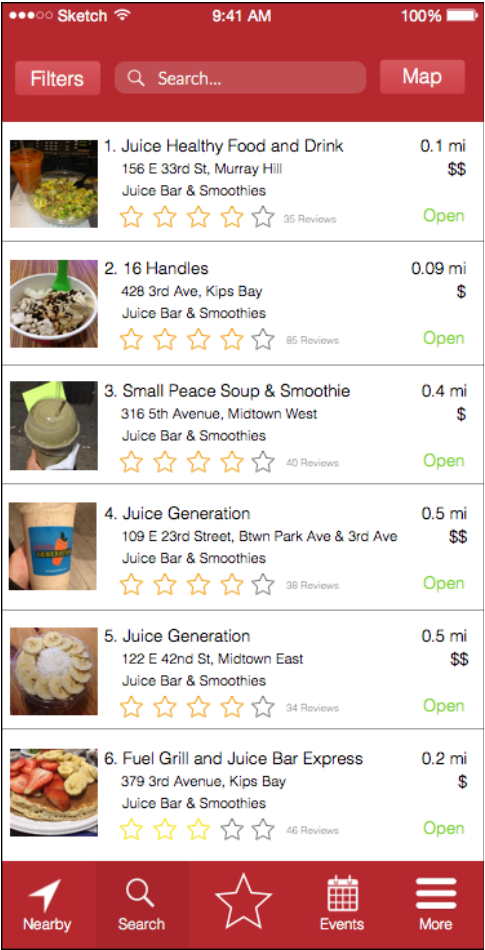 Sketch 9:41 AM 100%
Filters Search... Map
1. Juice Healthy Food and Drink 0.1 mi
156 E 33rd St, Murray Hill $$
Juice Bar & Smoothies
35 Reviews Open
2. 16 Handles 0.09 mi
428 3rd Ave, Kips Bay $
Juice Bar & Smoothies
85 Reviews Open
3. Small Peace Soup & Smoothie 0.4 mi
316 5th Avenue, Midtown West $
Juice Bar & Smoothies
40 Reviews Open
4. Juice Generation 0.5 mi
109 E 23rd Street, Btwn Park Ave & 3rd Ave $$
Juice Bar & Smoothies
38 Reviews Open
5. Juice Generation 0.5 mi
122 E 42nd St, Midtown East $$
Juice Bar & Smoothies
34 Reviews Open
6. Fuel Grill and Juice Bar Express 0.2 mi
379 3rd Avenue, Kips Bay $
Juice Bar & Smoothies
46 Reviews Open
Nearby Search Events More